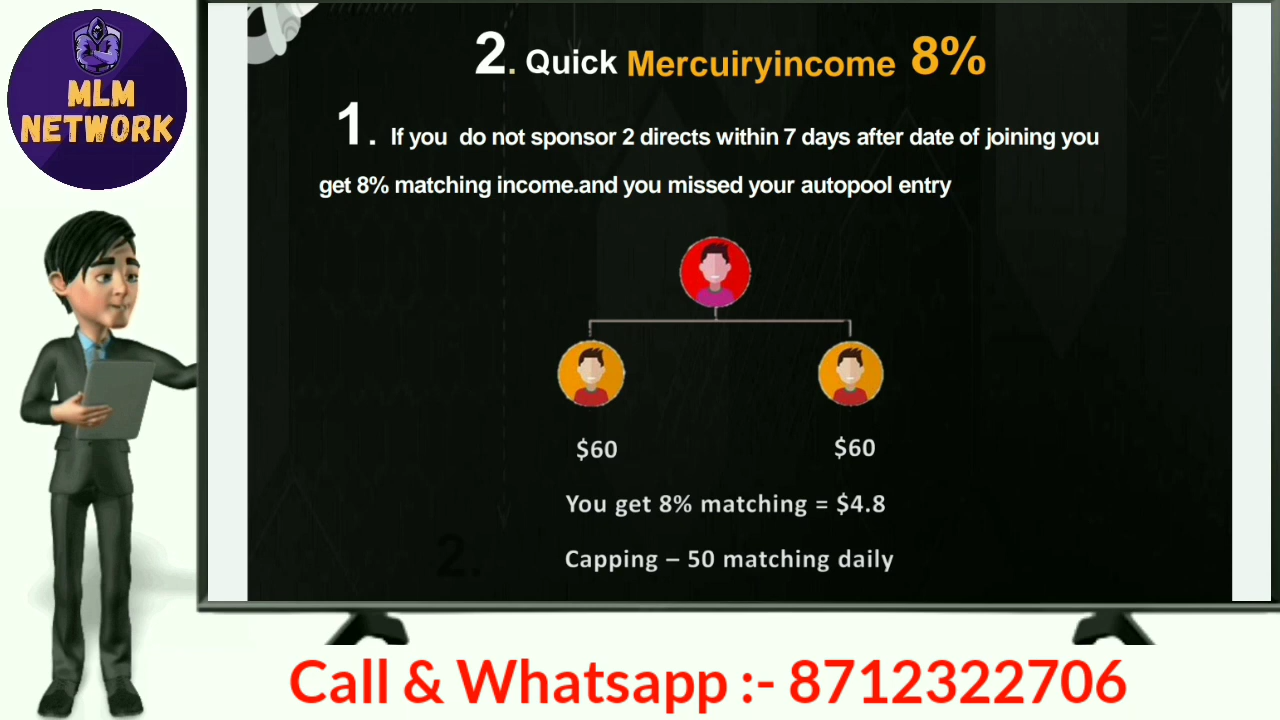 MLM
NETWORK
2. Quick Mercuiryincome 8%
1. If you do not sponsor 2 directs within 7 days after date of joining you
get 8% matching income.and you missed your autopool entry
$60 $60
You get 8% matching = $4.8
Capping – 50 matching daily
2.
Call & Whatsapp :- 8712322706